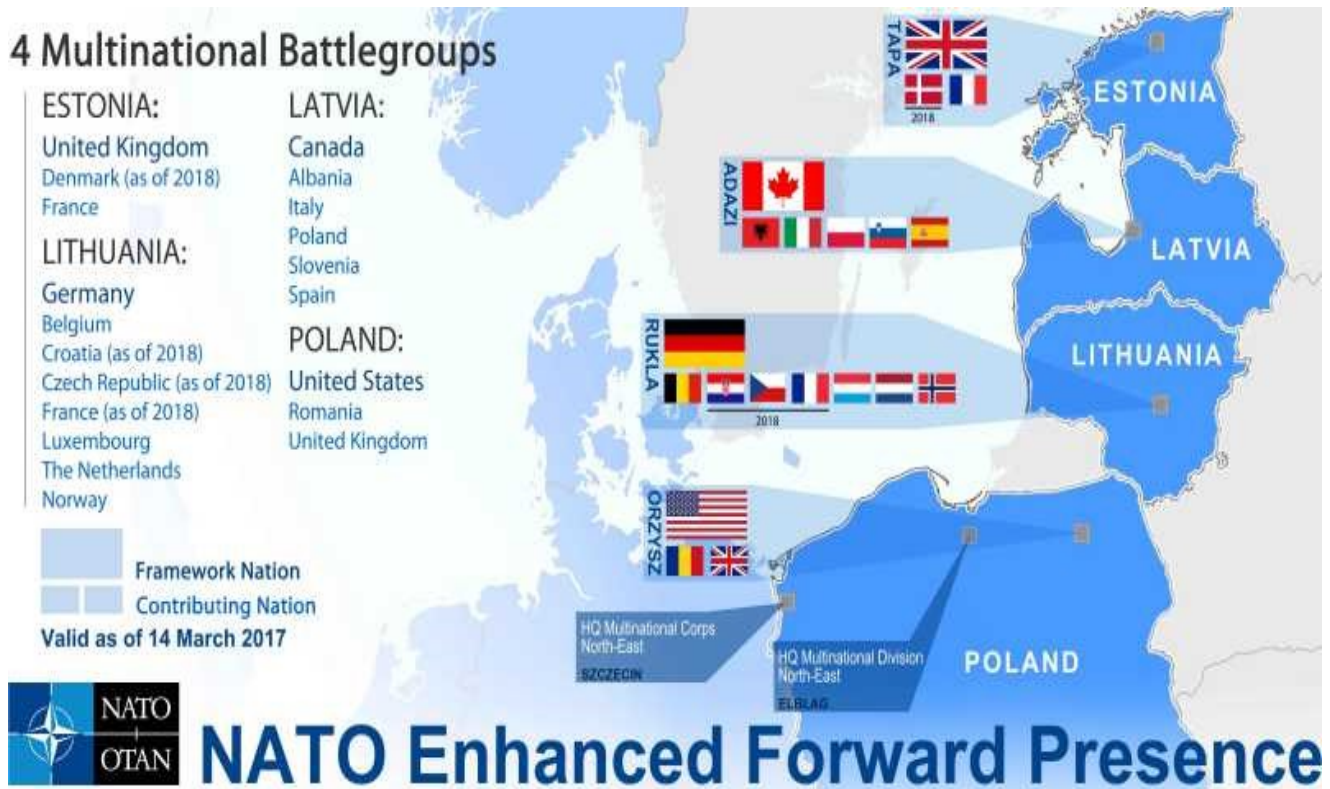 4 Multinational Battlegroups
ESTONIA:
United Kingdom
Denmark (as of 2018)
France
LITHUANIA:
Germany
Belgium
Croatia (as of 2018)
Czech Republic (as of 2018)
France (as of 2018)
Luxembourg
The Netherlands
Norway
LATVIA:
Canada
Albania
Italy
Poland
Slovenia
Spain
POLAND:
United States
Romania
United Kingdom
Framework Nation
Contributing Nation
Valid as of 14 March 2017
TAPA
2018
ESTONIA
ADAZI
LATVIA
RUKLA
2018
LITHUANIA
ORZYSZ
HQ Multinational Corps
North-East
SZCZECIN
HQ Multinational Division
North-East
ELBLAG
POLAND
NATO
OTAN
NATO Enhanced Forward Presence